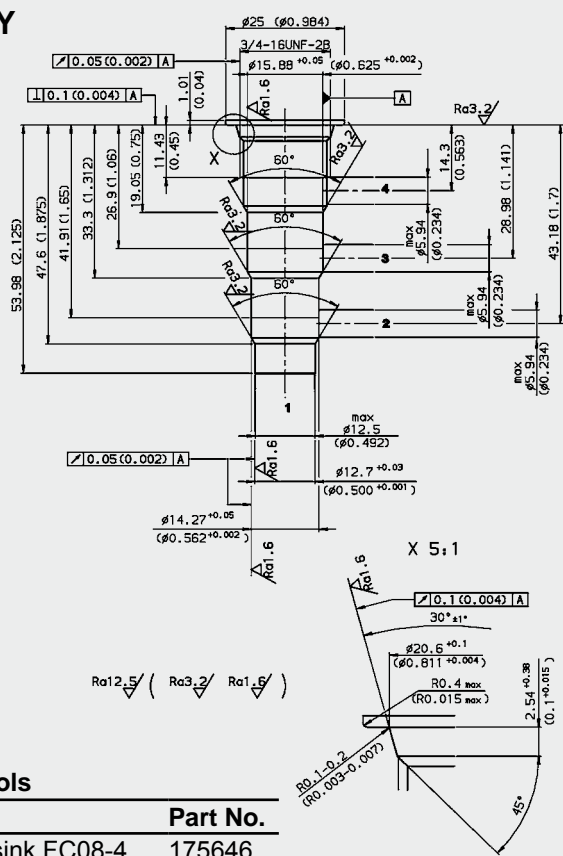 Y
ø25 (ø0.984)
3/4-16UNF-2B
0.05(0.002) A
ø15.88 +0.05 (ø0.625 +0.002)
⊥ 0.1(0.004) A
1.01
(0.04)
Ra1.6
A
Ra3.2
X
11.43
(0.45)
19.05 (0.75)
26.9 (1.06)
33.3 (1.312)
41.91(1.65)
47.6 (1.875)
53.98 (2.125)
60°
Ra3.2
14.3
(0.563)
28.98 (1.141)
43.18 (1.7)
4
max
ø5.94
(ø0.234)
Ra3.2
60°
3
max
ø5.94
(ø0.234)
Ra3.2
60°
2
max
ø5.94
(ø0.234)
1
max
ø12.5
(ø0.492)
0.05(0.002) A
Ra1.6
ø12.7 +0.03
(ø0.500 +0.001)
ø14.27 +0.05
(ø0.562 +0.002)
Ra1.6
X 5:1
Ra1.6
0.1(0.004) A
30° ±1°
ø20.6 +0.1
(ø0.811 +0.004)
R0.4 max
(R0.015 max)
2.54 +0.38
(0.1 +0.015)
R0.1-0.2
(R0.003-0.007)
45°
Ra12.5 ( Ra3.2 Ra1.6 )
ols
Part No.
sink FC08-4 175646